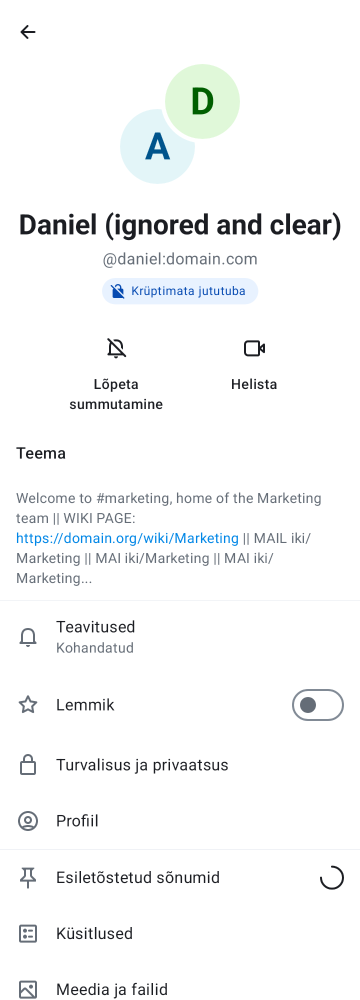 D
A
Daniel (ignored and clear)
@daniel:domain.com
Krüptimata jututuba
Lõpeta
summutamine
Helista
Teema
Welcome to #marketing, home of the Marketing
team || WIKI PAGE:
https://domain.org/wiki/Marketing || MAIL iki/
Marketing || MAI iki/Marketing || MAI iki/
Marketing...
Teavitused
Kohandatud
Lemmik
Turvalisus ja privaatsus
Profiil
Esiletõstetud sõnumid
Küsitlused
Meedia ja failid